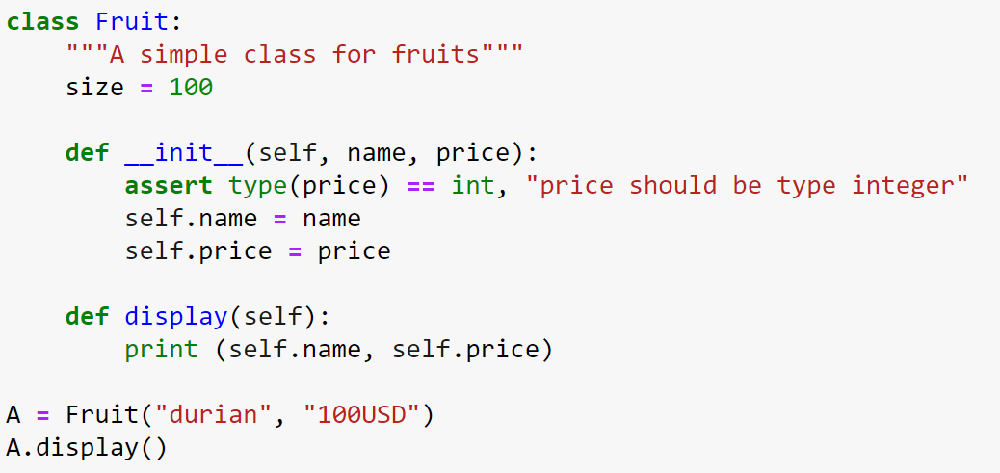 class Fruit:
    """A simple class for fruits"""
    size = 100

    def __init__(self, name, price):
        assert type(price) == int, "price should be type integer"
        self.name = name
        self.price = price

    def display(self):
        print (self.name, self.price)

A = Fruit("durian", "100USD")
A.display()